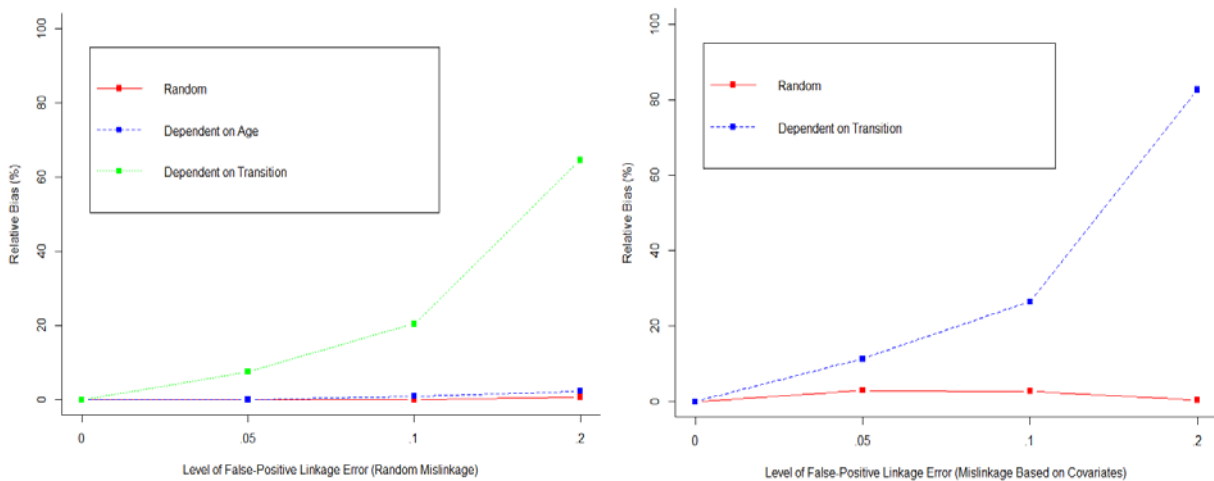 Relative Bias (%)
100
80
60
40
20
0
Random
Dependent on Age
Dependent on Transition
0
.05
.1
.2
Level of False-Positive Linkage Error (Random Mislinkage)
Relative Bias (%)
100
80
60
40
20
0
Random
Dependent on Transition
0
.05
.1
.2
Level of False-Positive Linkage Error (Mislinkage Based on Covariates)